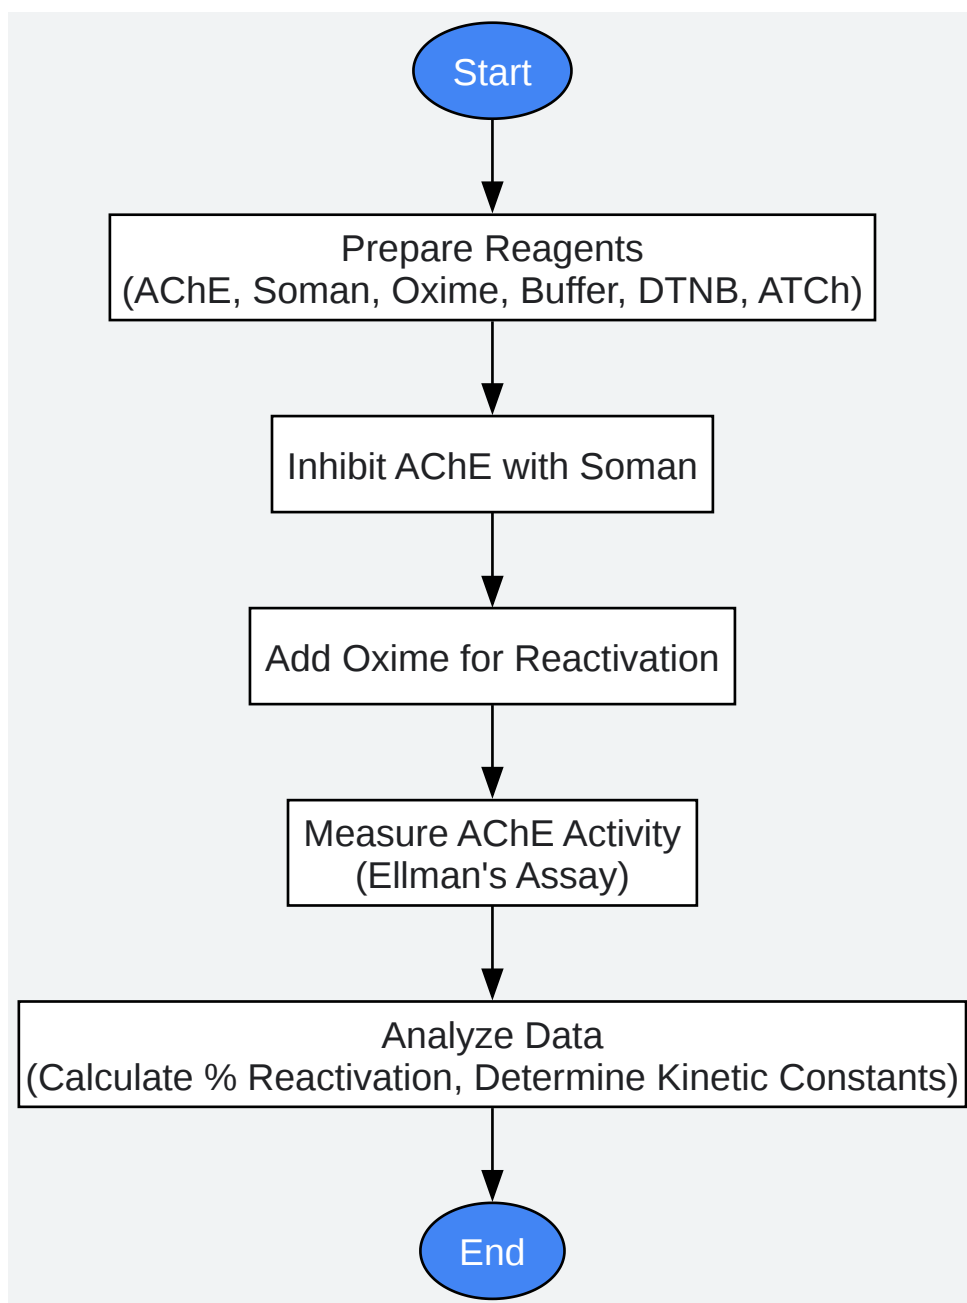 Start
Prepare Reagents
(AChE, Soman, Oxime, Buffer, DTNB, ATCh)
Inhibit AChE with Soman
Add Oxime for Reactivation
Measure AChE Activity
(Ellman's Assay)
Analyze Data
(Calculate % Reactivation, Determine Kinetic Constants)
End